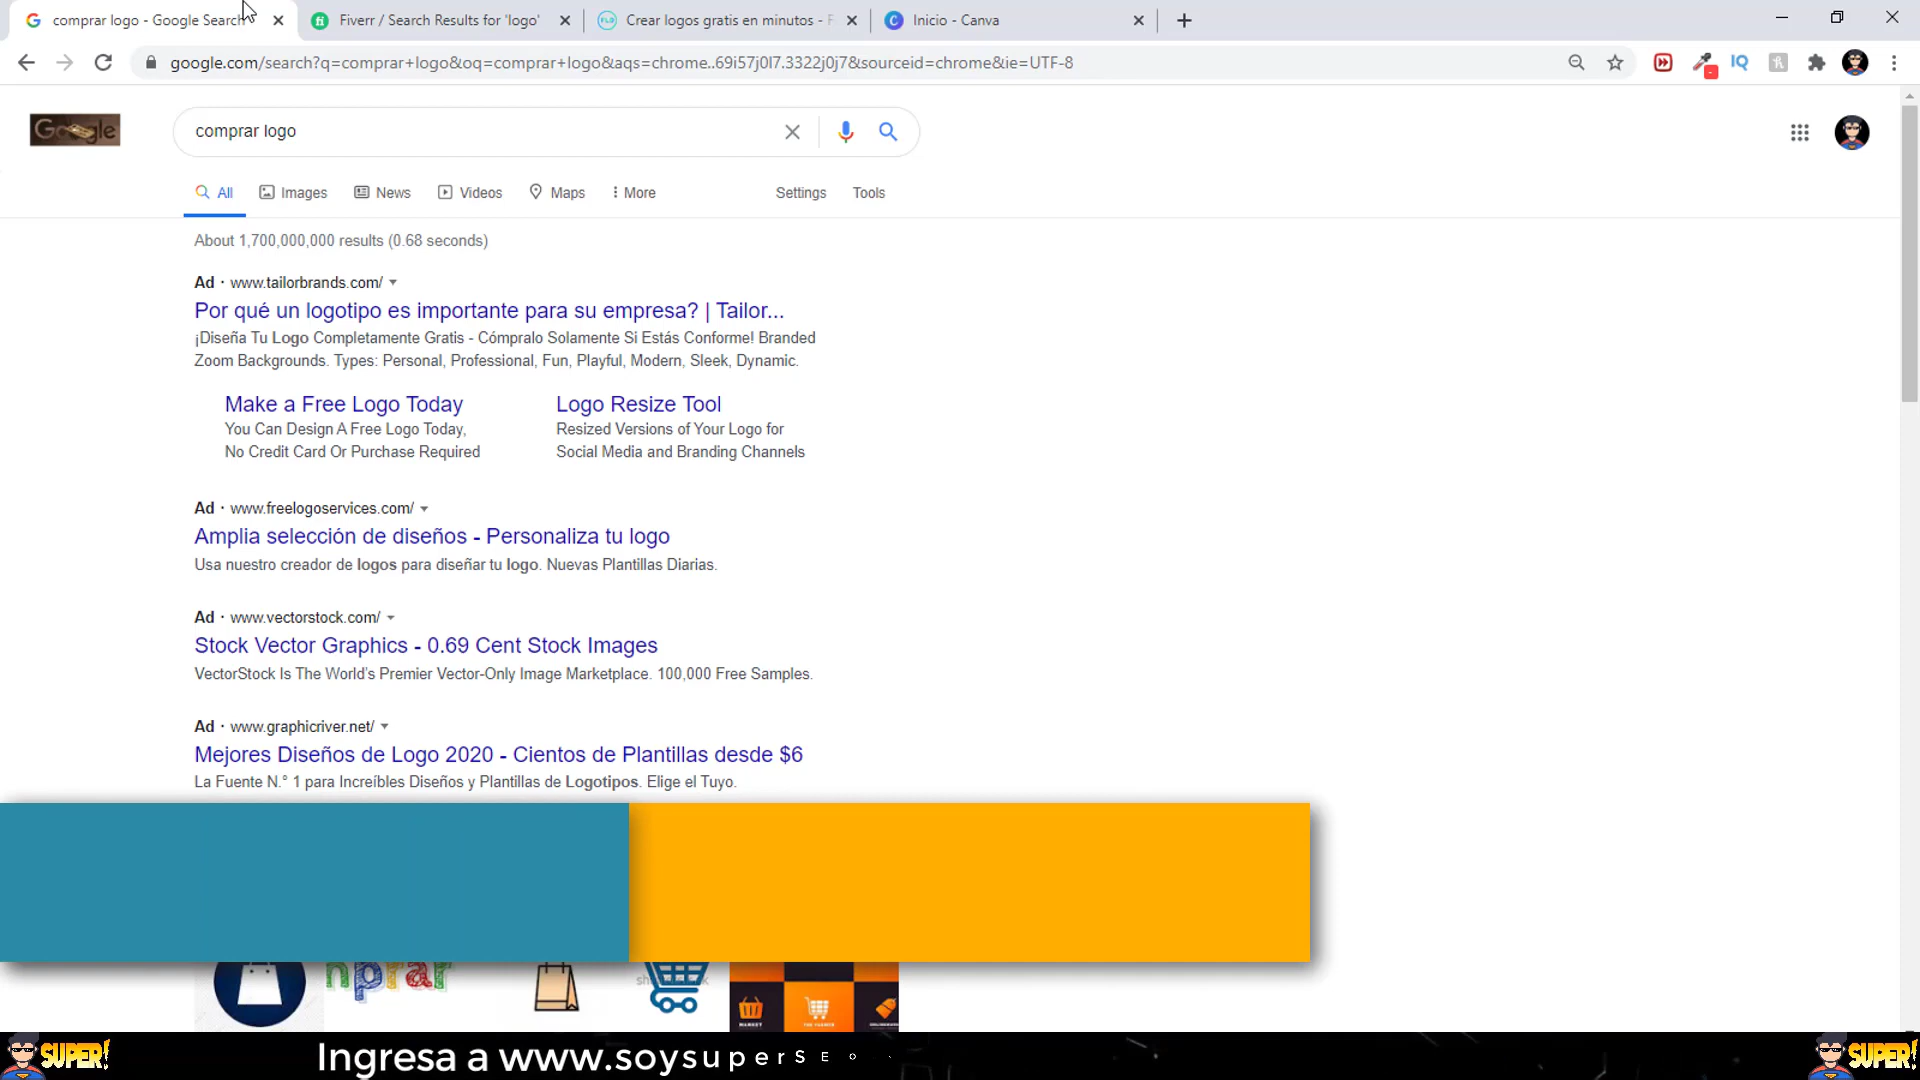 comprar logo - Google Search
Fiverr / Search Results for 'logo'
Crear logos gratis en minutos - F
Inicio - Canva
google.com/search?q=comprar+logo&oq=comprar+logo&aqs=chrome..69i57j0l7.3322j0j7&sourceid=chrome&ie=UTF-8
Google
comprar logo
All Images News Videos Maps More Settings Tools
About 1,700,000,000 results (0.68 seconds)
Ad · www.tailorbrands.com/
Por qué un logotipo es importante para su empresa? | Tailor...
¡Diseña Tu Logo Completamente Gratis - Cómpralo Solamente Si Estás Conforme! Branded
Zoom Backgrounds. Types: Personal, Professional, Fun, Playful, Modern, Sleek, Dynamic.
Make a Free Logo Today
You Can Design A Free Logo Today,
No Credit Card Or Purchase Required
Logo Resize Tool
Resized Versions of Your Logo for
Social Media and Branding Channels
Ad · www.freelogoservices.com/
Amplia selección de diseños - Personaliza tu logo
Usa nuestro creador de logos para diseñar tu logo. Nuevas Plantillas Diarias.
Ad · www.vectorstock.com/
Stock Vector Graphics - 0.69 Cent Stock Images
VectorStock Is The World's Premier Vector-Only Image Marketplace. 100,000 Free Samples.
Ad · www.graphicriver.net/
Mejores Diseños de Logo 2020 - Cientos de Plantillas desde $6
La Fuente N.° 1 para Increíbles Diseños y Plantillas de Logotipos. Elige el Tuyo.
MARKET
SUPER!
Ingresa a www.soysuperSEO.
SUPER!